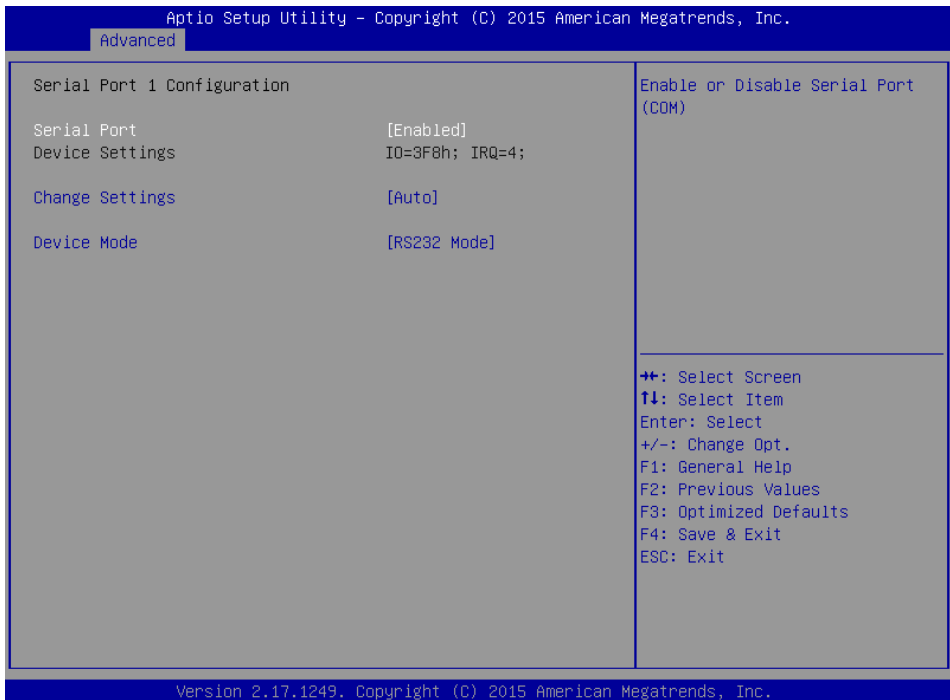 Aptio Setup Utility – Copyright (C) 2015 American Megatrends, Inc.
Advanced
Serial Port 1 Configuration
Serial Port [Enabled]
Device Settings IO=3F8h; IRQ=4;
Change Settings [Auto]
Device Mode [RS232 Mode]
Enable or Disable Serial Port
(COM)
→←: Select Screen
↑↓: Select Item
Enter: Select
+/-: Change Opt.
F1: General Help
F2: Previous Values
F3: Optimized Defaults
F4: Save & Exit
ESC: Exit
Version 2.17.1249. Copyright (C) 2015 American Megatrends, Inc.